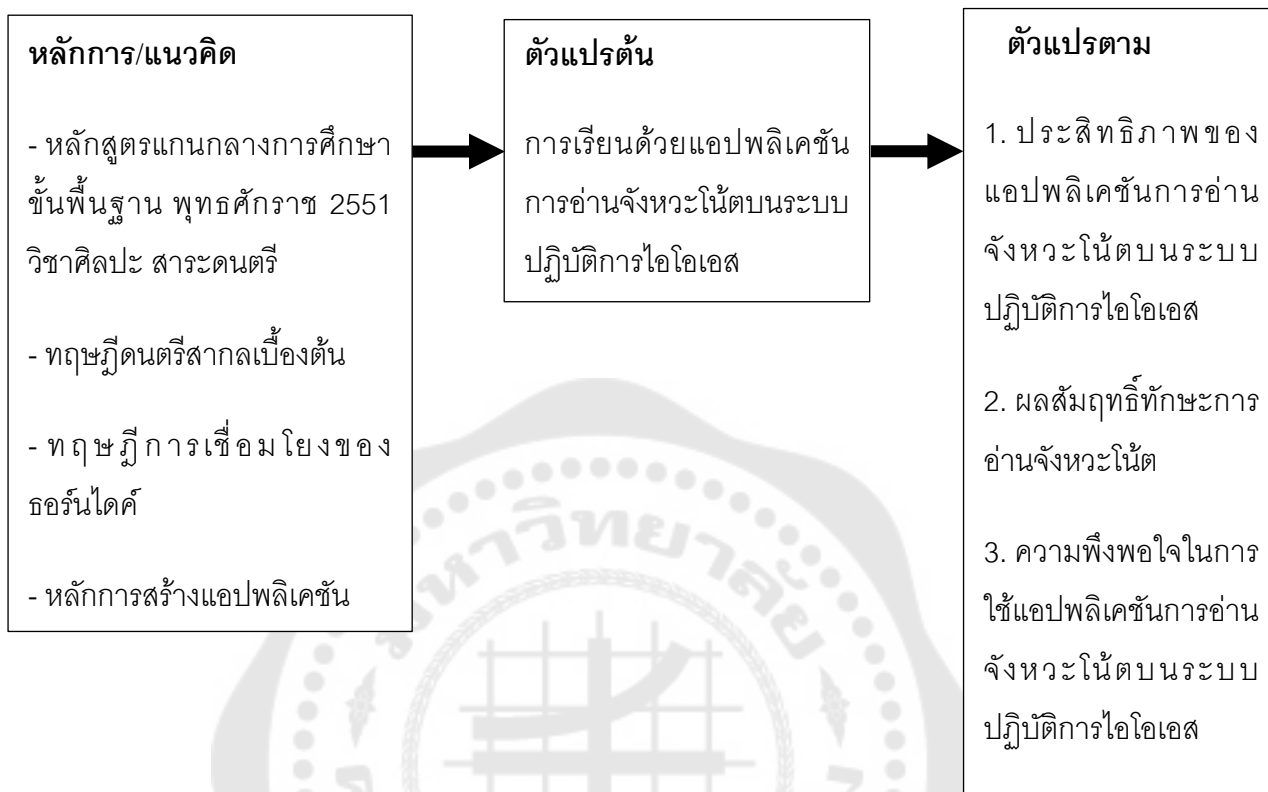 หลักการ/แนวคิด
- หลักสูตรแกนกลางการศึกษา
ขั้นพื้นฐาน พุทธศักราช 2551
วิชาศิลปะ สาระดนตรี
- ทฤษฎีดนตรีสากลเบื้องต้น
- ทฤษฎีการเชื่อมโยงของ
ธอร์นไดค์
- หลักการสร้างแอปพลิเคชัน
ตัวแปรต้น
การเรียนด้วยแอปพลิเคชัน
การอ่านจังหวะโน้ตบนระบบ
ปฏิบัติการไอโอเอส
ตัวแปรตาม
1. ประสิทธิภาพของ
แอปพลิเคชันการอ่าน
จังหวะโน้ตบนระบบ
ปฏิบัติการไอโอเอส
2. ผลสัมฤทธิ์ทักษะการ
อ่านจังหวะโน้ต
3. ความพึงพอใจในการ
ใช้แอปพลิเคชันการอ่าน
จังหวะโน้ตบนระบบ
ปฏิบัติการไอโอเอส